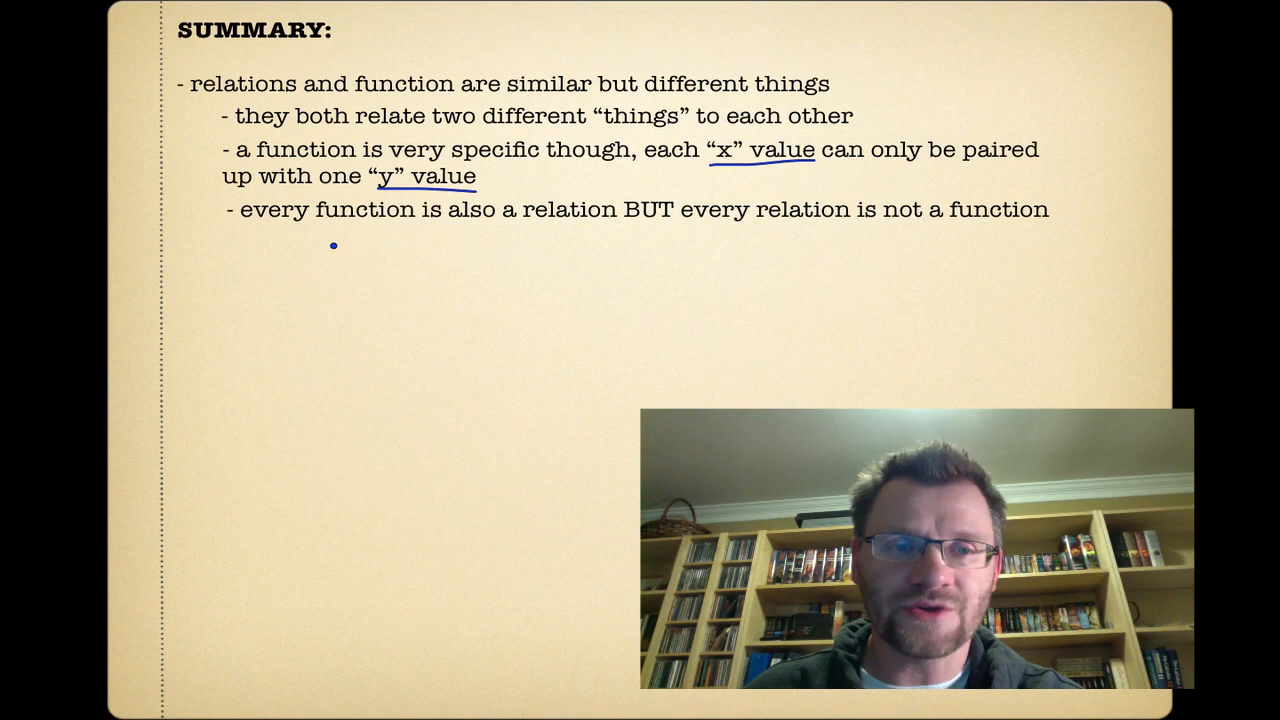 SUMMARY:
- relations and function are similar but different things
- they both relate two different “things” to each other
- a function is very specific though, each “x” value can only be paired
up with one “y” value
- every function is also a relation BUT every relation is not a function